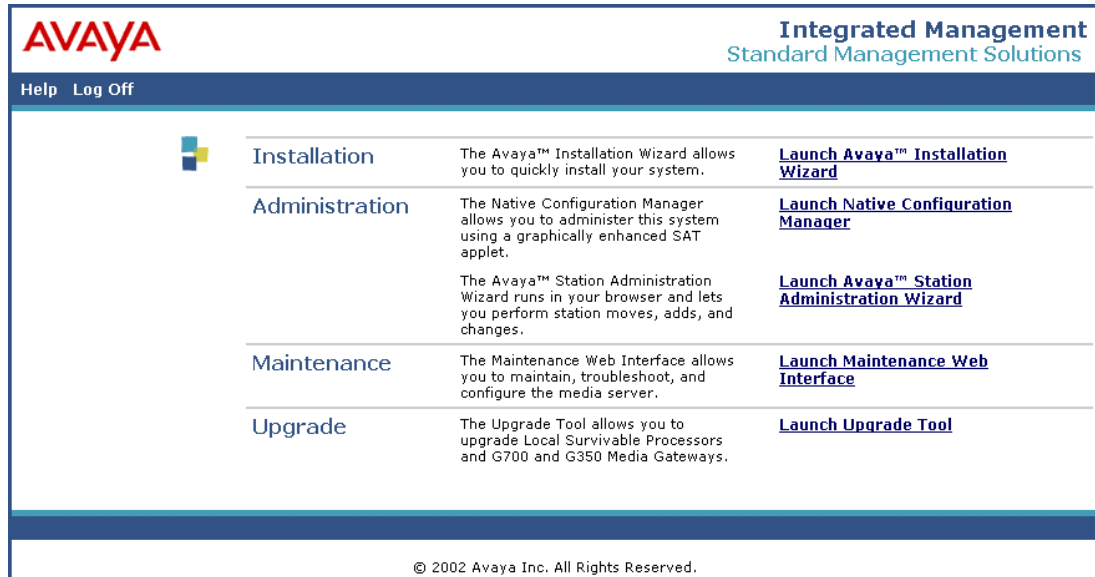 AVAYA
Integrated Management
Standard Management Solutions
Help Log Off
Installation
The Avaya™ Installation Wizard allows
you to quickly install your system.
Launch Avaya™ Installation
Wizard
Administration
The Native Configuration Manager
allows you to administer this system
using a graphically enhanced SAT
applet.
Launch Native Configuration
Manager
The Avaya™ Station Administration
Wizard runs in your browser and lets
you perform station moves, adds, and
changes.
Launch Avaya™ Station
Administration Wizard
Maintenance
The Maintenance Web Interface allows
you to maintain, troubleshoot, and
configure the media server.
Launch Maintenance Web
Interface
Upgrade
The Upgrade Tool allows you to
upgrade Local Survivable Processors
and G700 and G350 Media Gateways.
Launch Upgrade Tool
© 2002 Avaya Inc. All Rights Reserved.